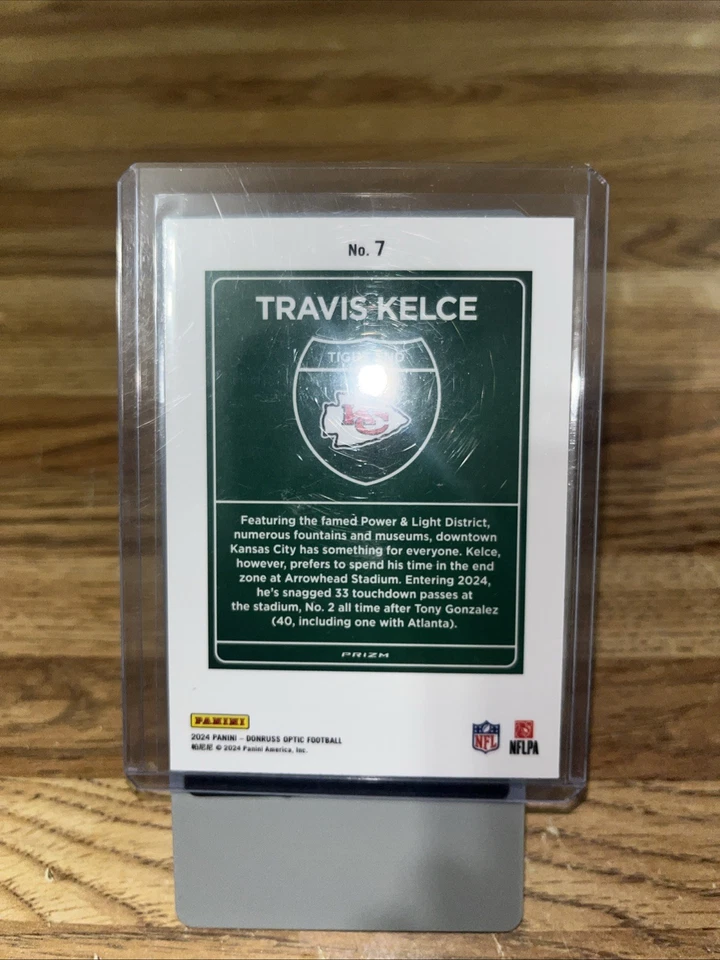 No. 7
TRAVIS KELCE
TIGHT END
KC
Featuring the famed Power & Light District,
numerous fountains and museums, downtown
Kansas City has something for everyone. Kelce,
however, prefers to spend his time in the end
zone at Arrowhead Stadium. Entering 2024,
he's snagged 33 touchdown passes at
the stadium, No. 2 all time after Tony Gonzalez
(40, including one with Atlanta).
PRIZM
PANINI
2024 PANINI – DONRUSS OPTIC FOOTBALL
© 2024 Panini America, Inc.
NFL
NFLPA